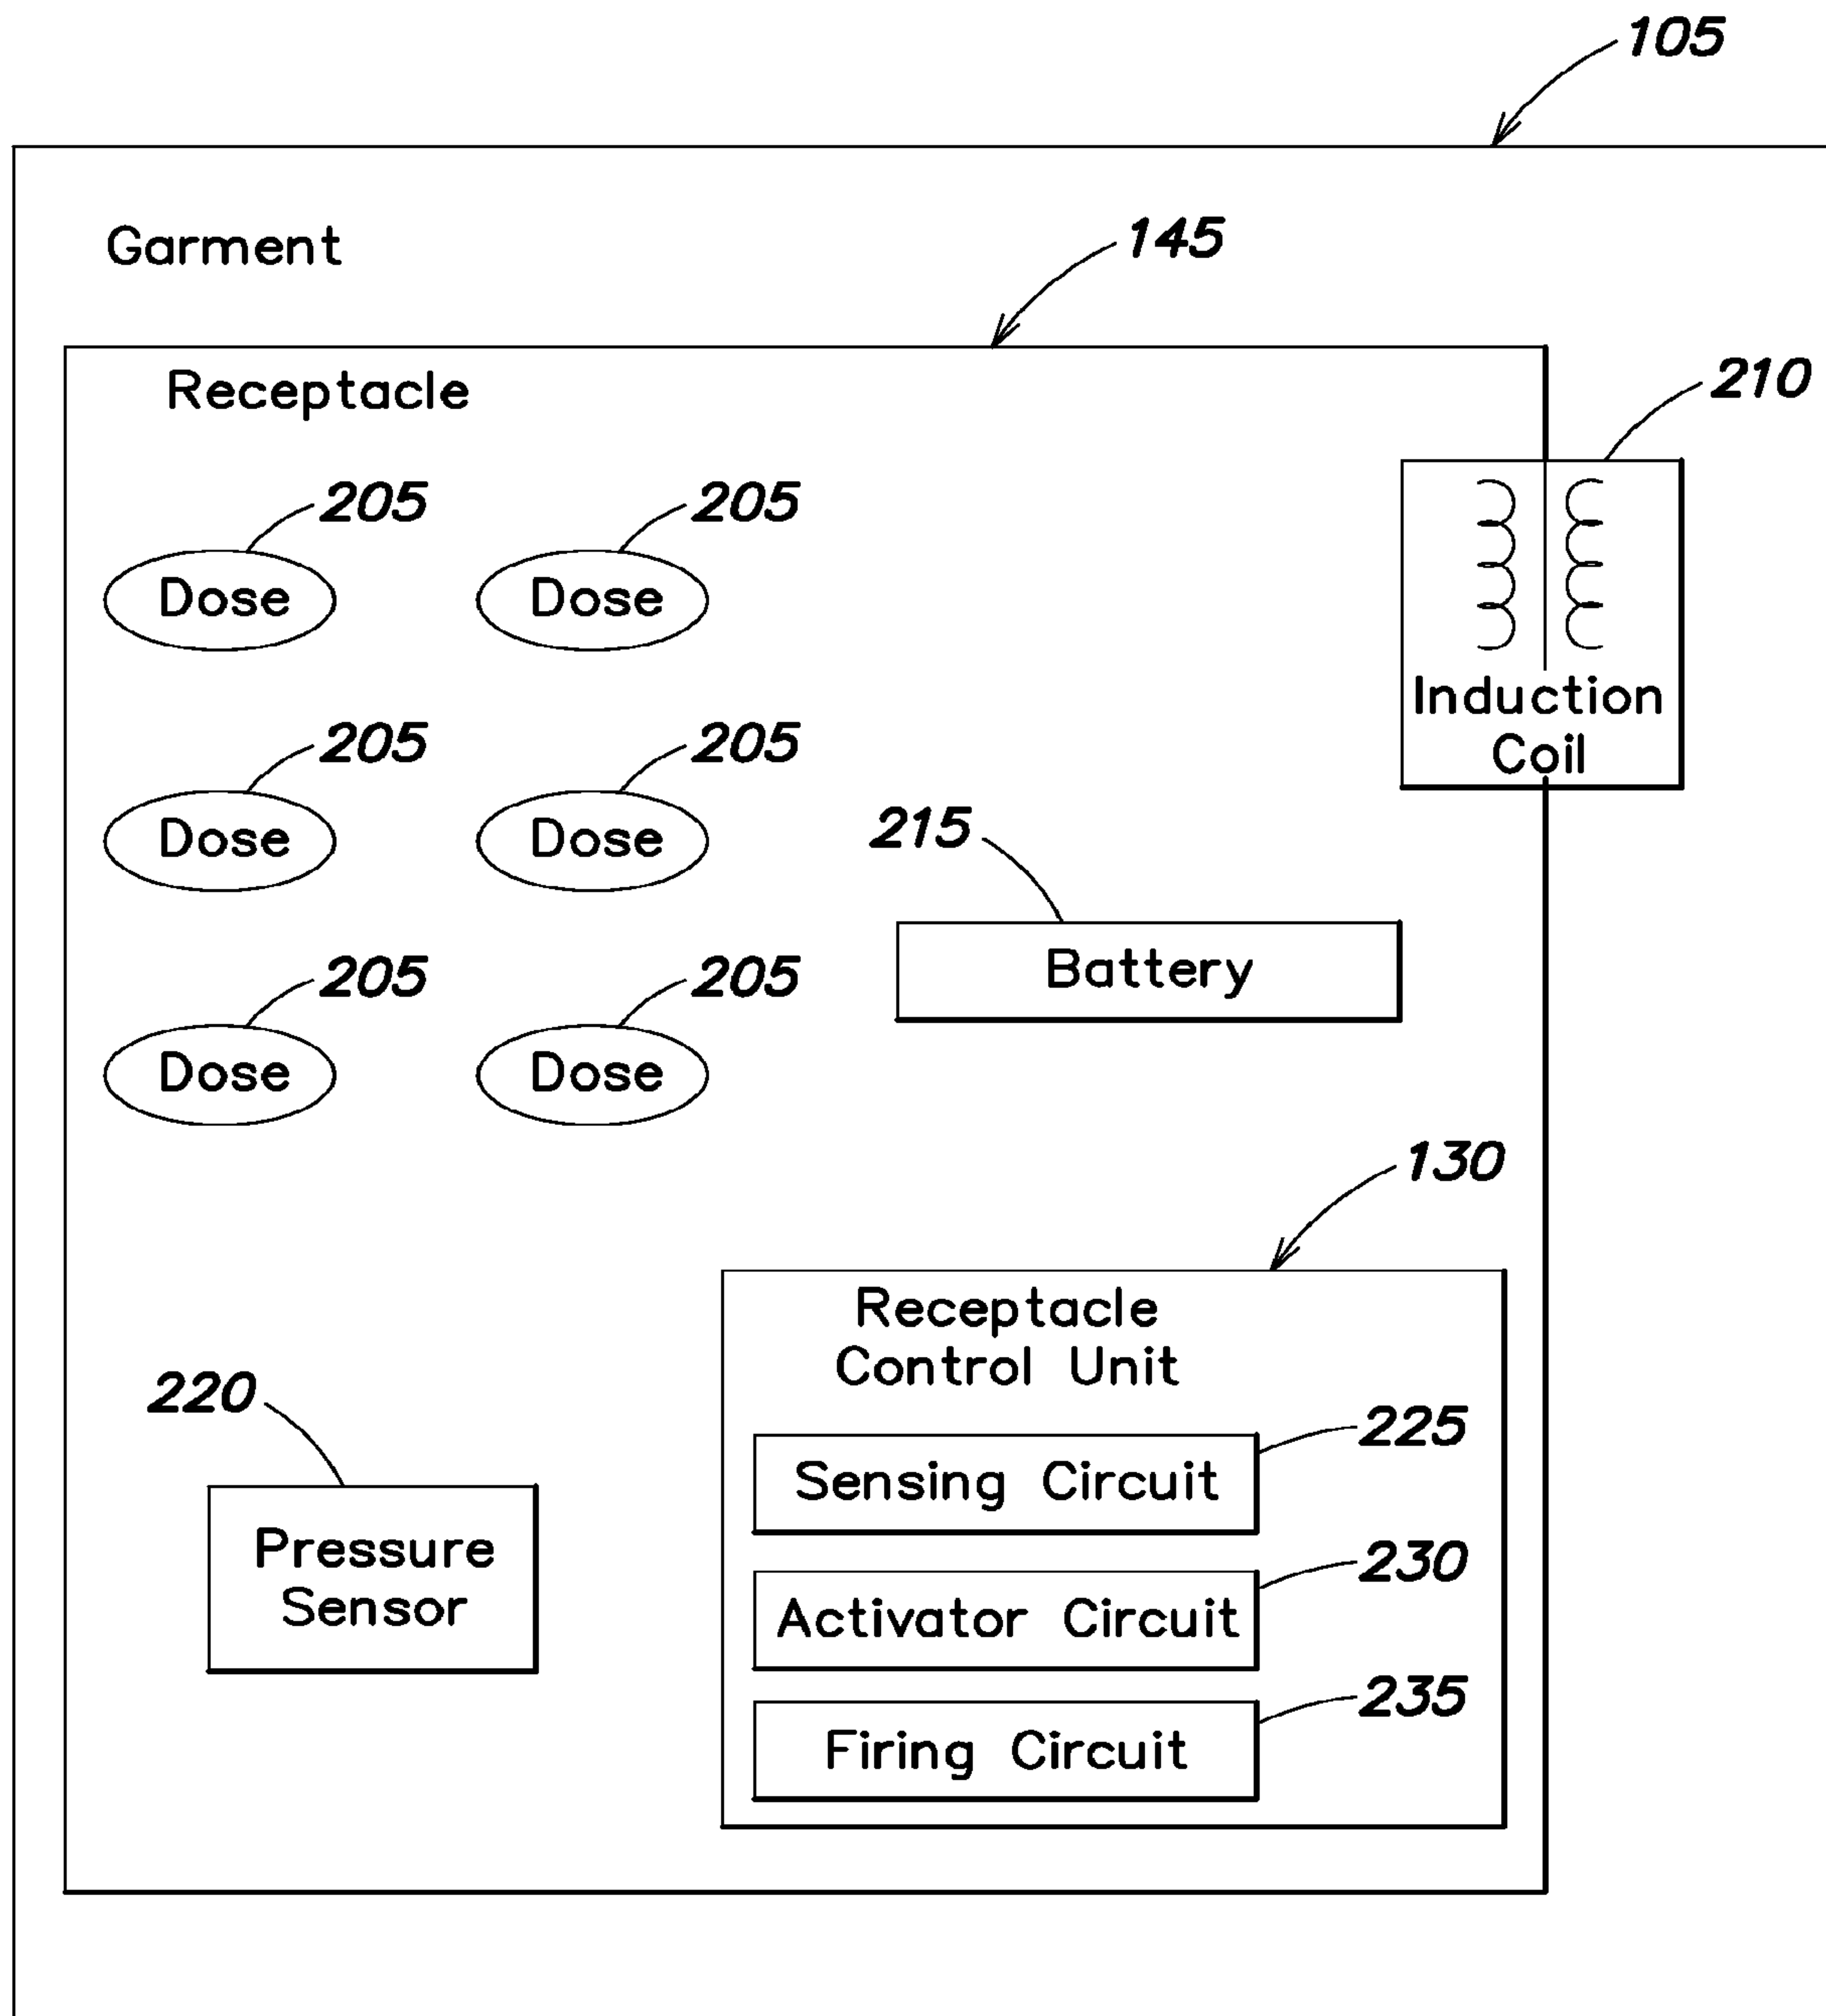 105
Garment
145
Receptacle
210
205 205
Dose Dose
Induction
Coil
205 205
Dose Dose
215
Battery
205 205
Dose Dose
130
Receptacle
Control Unit
220
Pressure
Sensor
225
Sensing Circuit
230
Activator Circuit
235
Firing Circuit